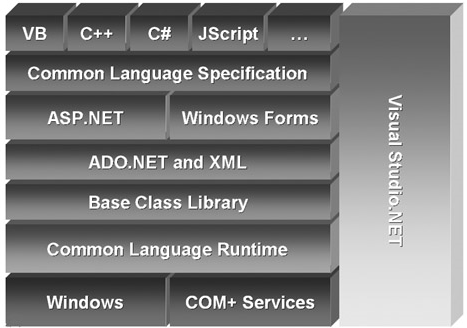 VB C++ C# JScript ...
Common Language Specification
ASP.NET Windows Forms
ADO.NET and XML
Base Class Library
Common Language Runtime
Windows COM+ Services
Visual Studio.NET